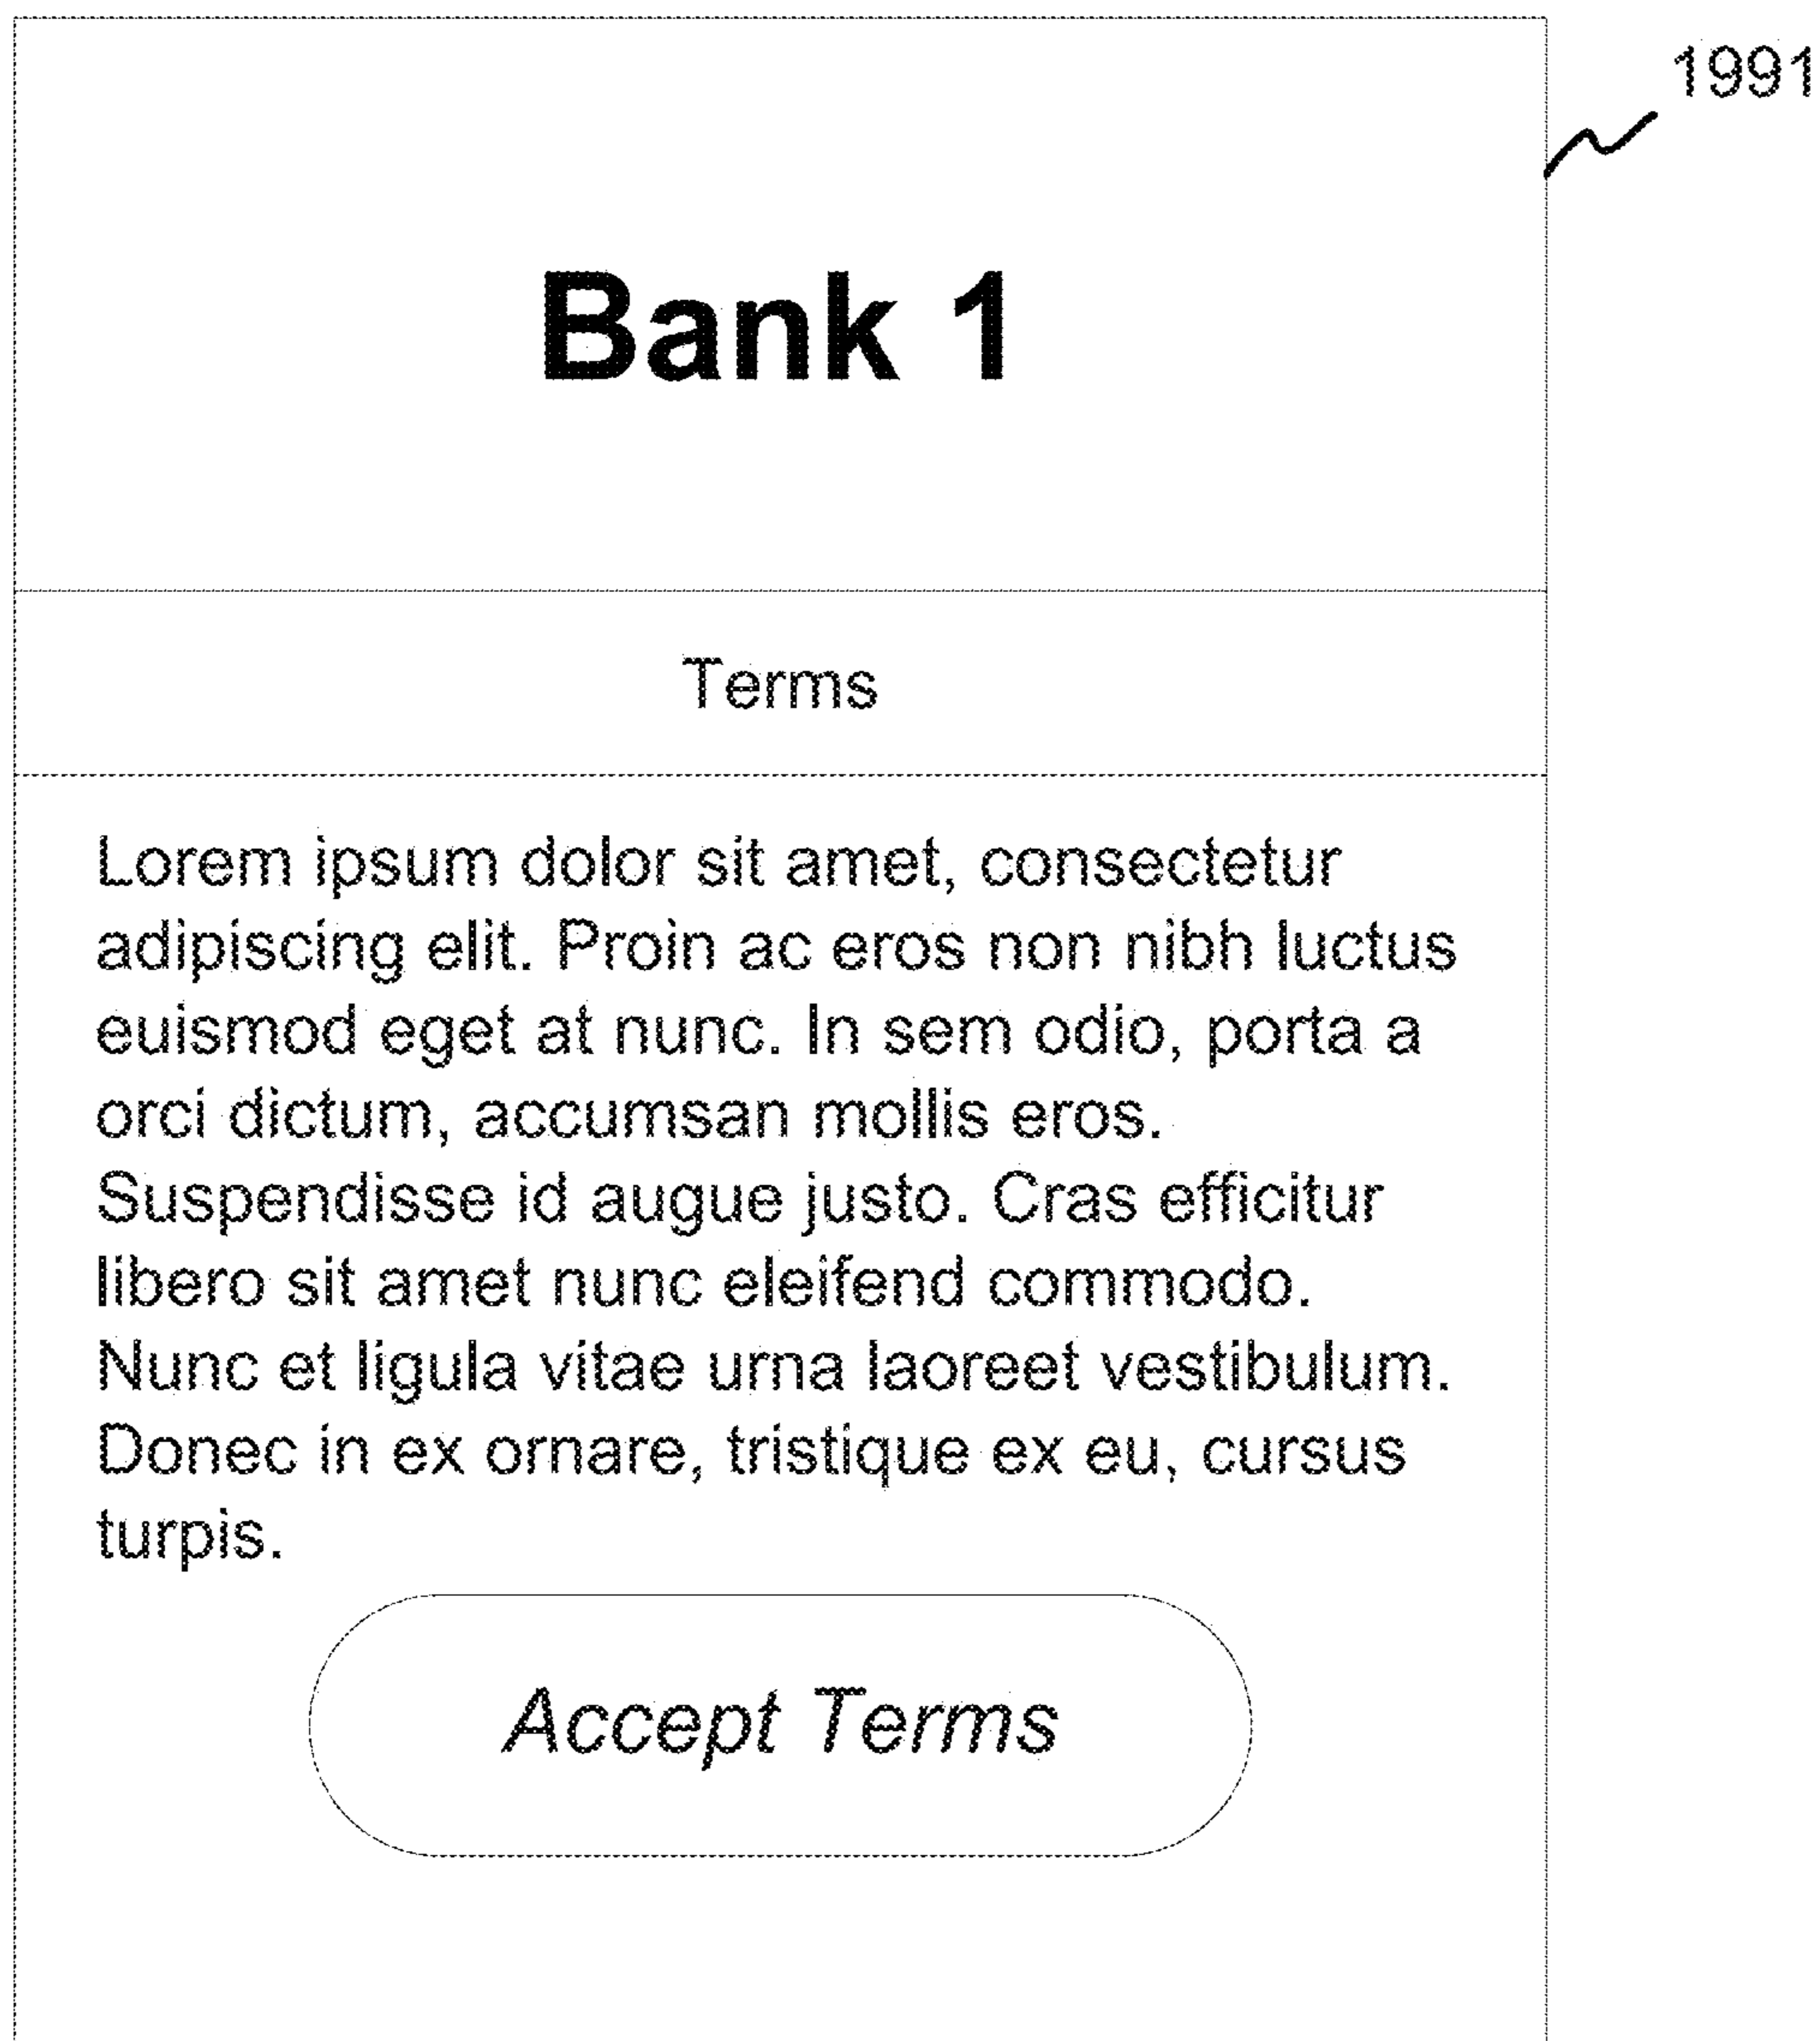 1991
Bank 1
Terms
Lorem ipsum dolor sit amet, consectetur
adipiscing elit. Proin ac eros non nibh luctus
euismod eget at nunc. In sem odio, porta a
orci dictum, accumsan mollis eros.
Suspendisse id augue justo. Cras efficitur
libero sit amet nunc eleifend commodo.
Nunc et ligula vitae urna laoreet vestibulum.
Donec in ex ornare, tristique ex eu, cursus
turpis.
Accept Terms